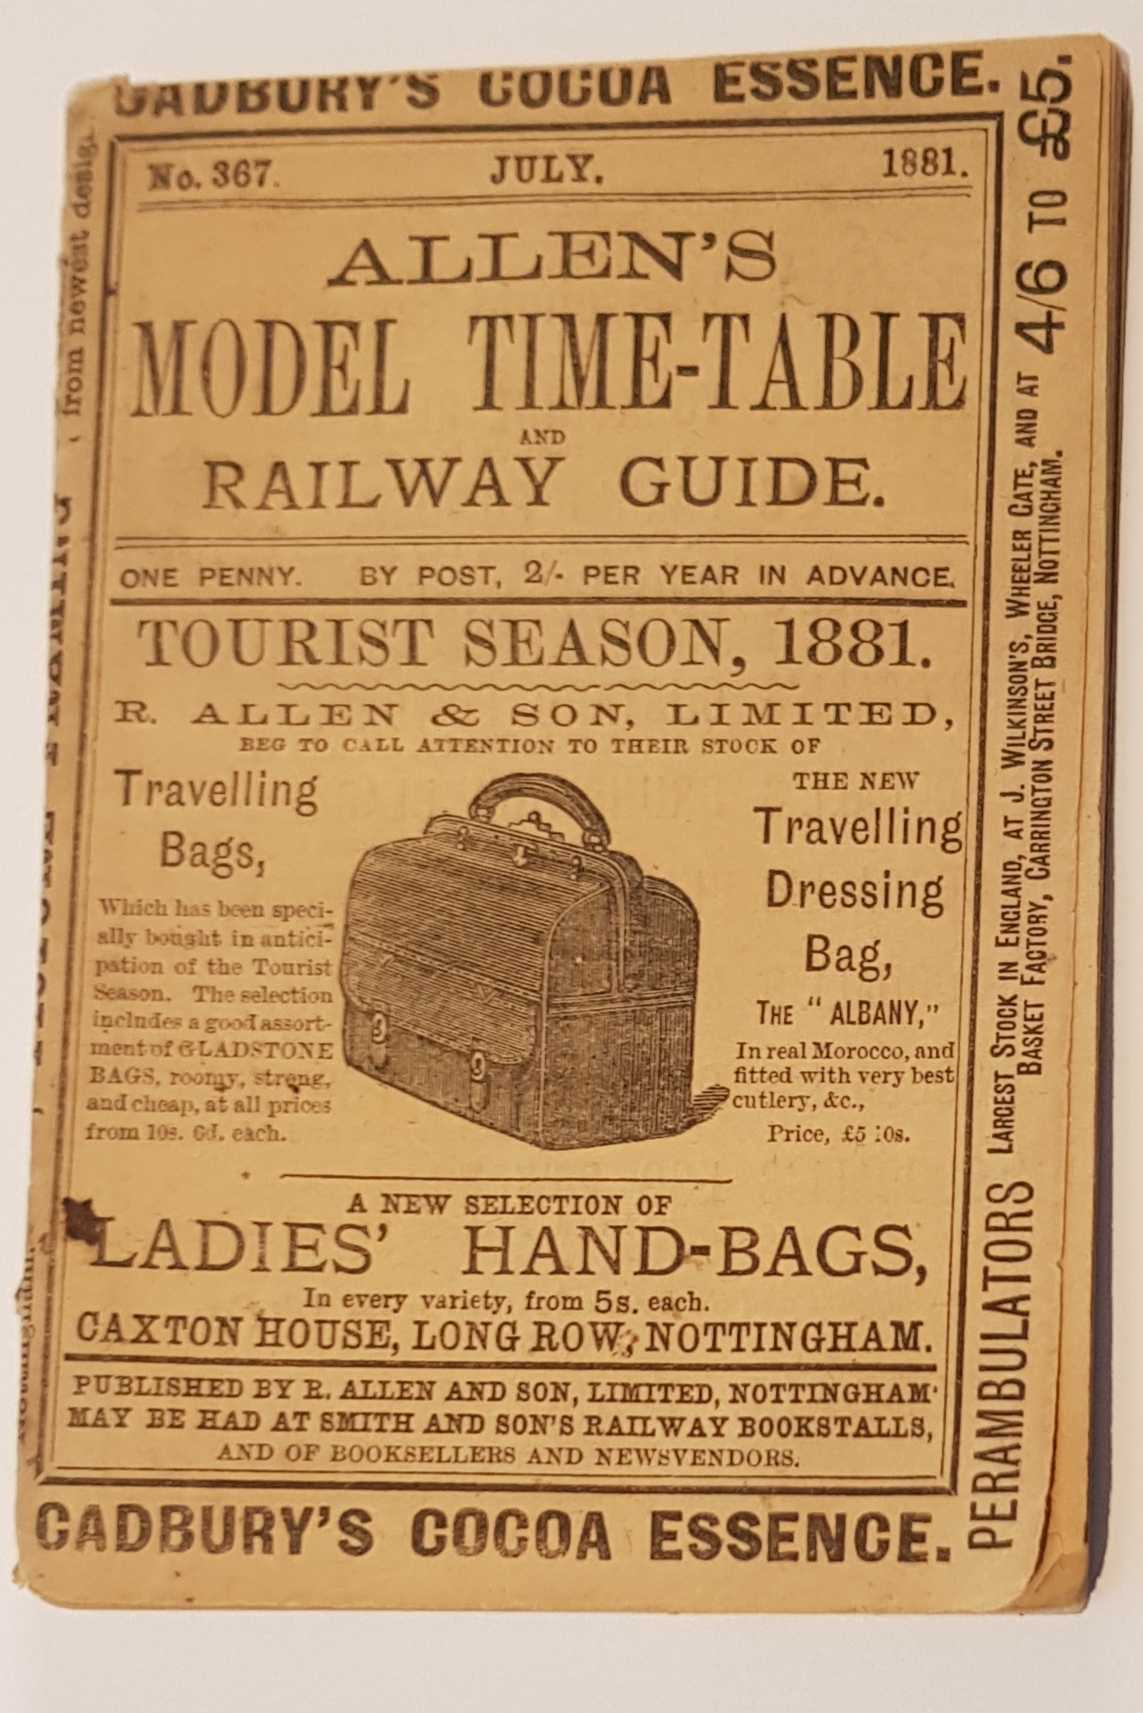 CADBURY'S COCOA ESSENCE.
No. 367. JULY. 1881.
ALLEN'S
MODEL TIME-TABLE
AND
RAILWAY GUIDE.
ONE PENNY. BY POST, 2/- PER YEAR IN ADVANCE.
TOURIST SEASON, 1881.
R. ALLEN & SON, LIMITED,
BEG TO CALL ATTENTION TO THEIR STOCK OF
Travelling
Bags,
Which has been speci-
ally bought in antici-
pation of the Tourist
Season. The selection
includes a good assort-
ment of GLADSTONE
BAGS, roomy, strong,
and cheap, at all prices
from 10s. 6d. each.
THE NEW
Travelling
Dressing
Bag,
THE "ALBANY,"
In real Morocco, and
fitted with very best
cutlery, &c.,
Price, £5 10s.
A NEW SELECTION OF
LADIES' HAND-BAGS,
In every variety, from 5s. each.
CAXTON HOUSE, LONG ROW, NOTTINGHAM.
PUBLISHED BY R. ALLEN AND SON, LIMITED, NOTTINGHAM.
MAY BE HAD AT SMITH AND SON'S RAILWAY BOOKSTALLS,
AND OF BOOKSELLERS AND NEWSVENDORS.
CADBURY'S COCOA ESSENCE.
PERAMBULATORS LARGEST STOCK IN ENGLAND, AT J. WILKINSON'S, WHEELER GATE, AND AT 4/6 TO £5.
BASKET FACTORY, CARRINGTON STREET BRIDGE, NOTTINGHAM.
from newest